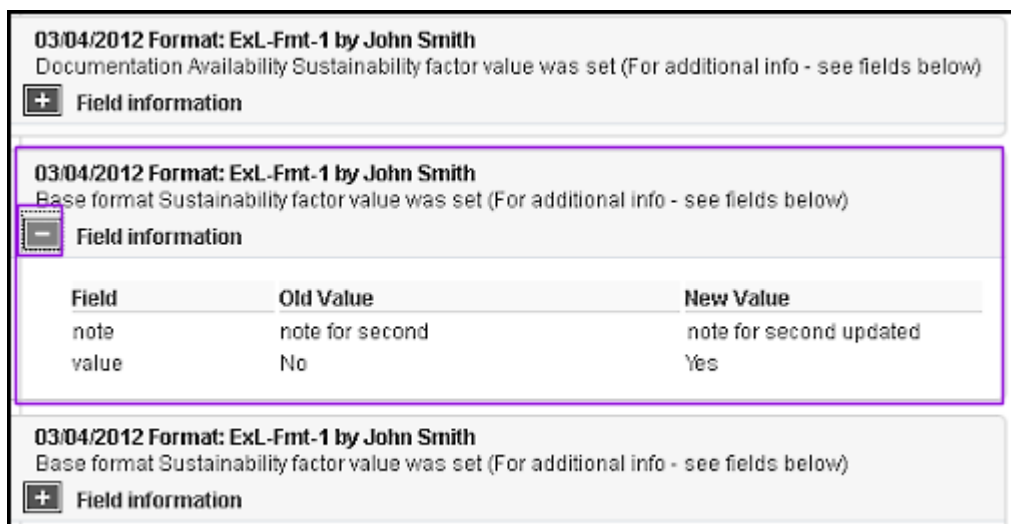 03/04/2012 Format: ExL-Fmt-1 by John Smith
Documentation Availability Sustainability factor value was set (For additional info - see fields below)
+ Field information
03/04/2012 Format: ExL-Fmt-1 by John Smith
Base format Sustainability factor value was set (For additional info - see fields below)
− Field information
Field Old Value New Value
note note for second note for second updated
value No Yes
03/04/2012 Format: ExL-Fmt-1 by John Smith
Base format Sustainability factor value was set (For additional info - see fields below)
+ Field information